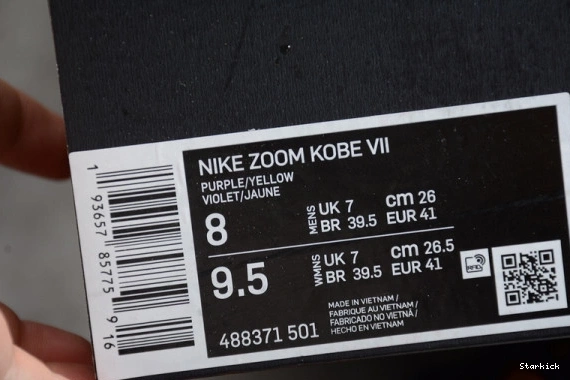 NIKE ZOOM KOBE VII
PURPLE/YELLOW
VIOLET/JAUNE
8
MENS
UK 7
BR 39.5
cm 26
EUR 41
9.5
WMNS
UK 7
BR 39.5
cm 26.5
EUR 41
RFID
MADE IN VIETNAM /
FABRIQUE AU VIETNAM /
FABRICADO NO VIETNÃ /
HECHO EN VIETNAM
488371 501
1 93657 85775 9 16
Starkick